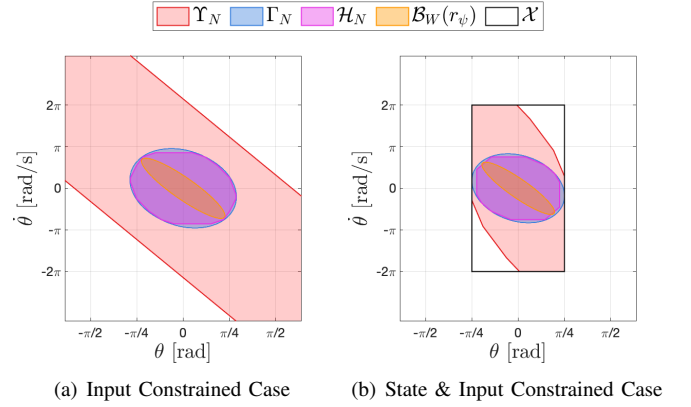 Υ_N Γ_N ℋ_N ℬ_W(r_ψ) 𝒳
2π
π
0
-π
-2π
θ̇ [rad/s]
-π/2 -π/4 0 π/4 π/2
θ [rad]
2π
π
0
-π
-2π
θ̇ [rad/s]
-π/2 -π/4 0 π/4 π/2
θ [rad]
(a) Input Constrained Case
(b) State & Input Constrained Case